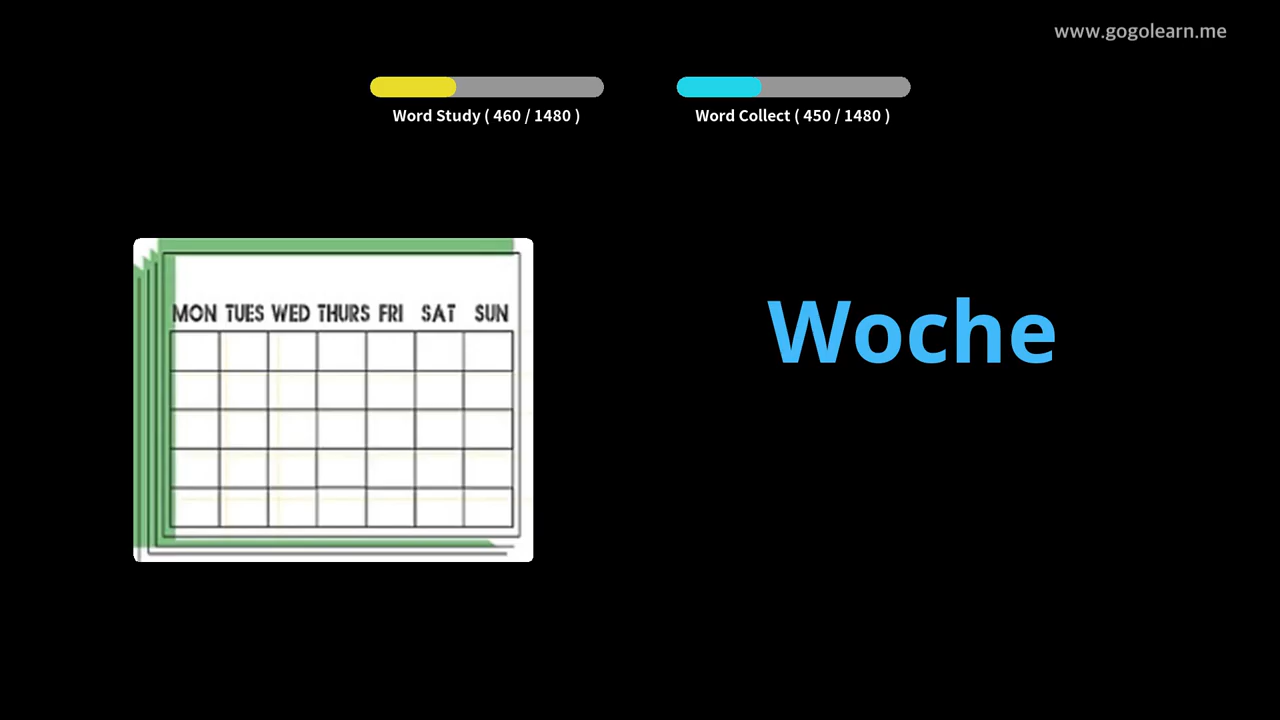 www.gogolearn.me
Word Study ( 460 / 1480 )
Word Collect ( 450 / 1480 )
MON TUES WED THURS FRI SAT SUN
Woche